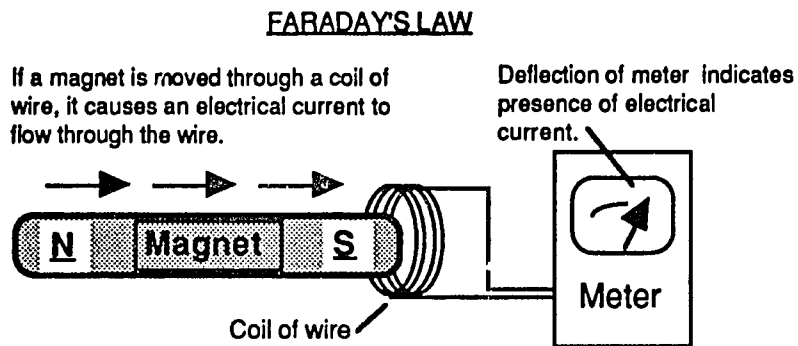 FARADAY'S LAW
If a magnet is moved through a coil of
wire, it causes an electrical current to
flow through the wire.
Deflection of meter indicates
presence of electrical
current.
N Magnet S
Meter
Coil of wire